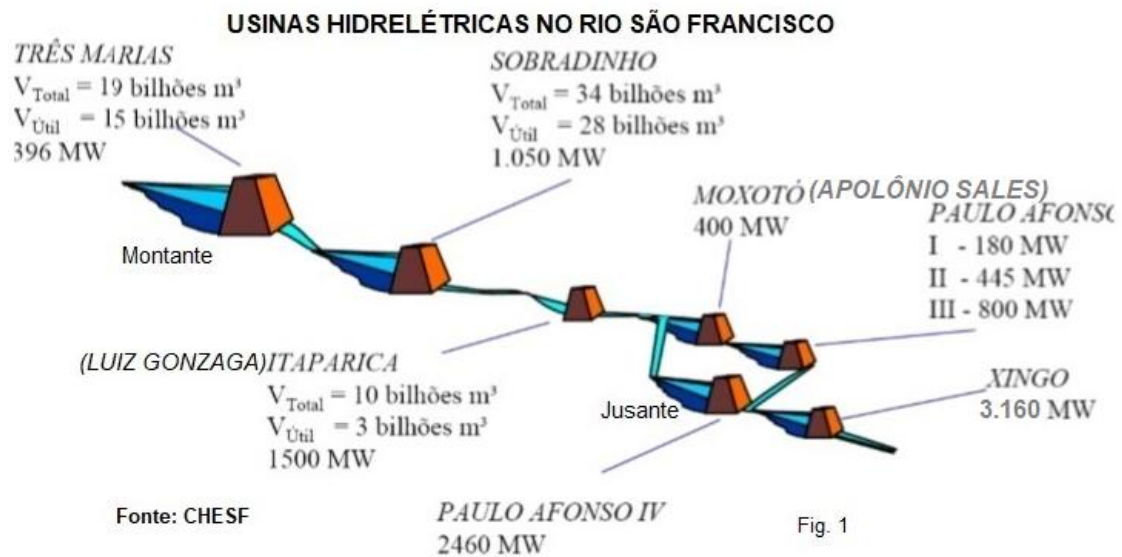 USINAS HIDRELÉTRICAS NO RIO SÃO FRANCISCO
TRÊS MARIAS
V_Total = 19 bilhões m³
V_Útil = 15 bilhões m³
396 MW
SOBRADINHO
V_Total = 34 bilhões m³
V_Útil = 28 bilhões m³
1.050 MW
MOXOTÓ (APOLÔNIO SALES)
400 MW
PAULO AFONSO
I - 180 MW
II - 445 MW
III - 800 MW
Montante
(LUIZ GONZAGA) ITAPARICA
V_Total = 10 bilhões m³
V_Útil = 3 bilhões m³
1500 MW
Jusante
XINGO
3.160 MW
PAULO AFONSO IV
2460 MW
Fonte: CHESF
Fig. 1